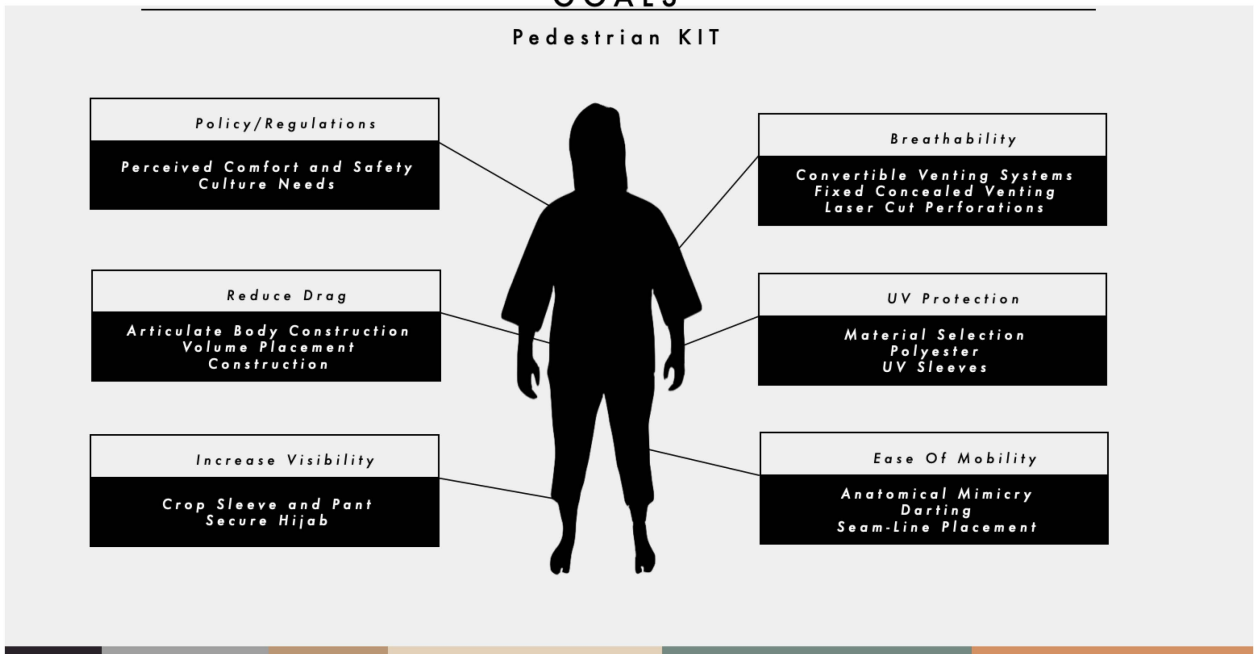 GOALS
Pedestrian KIT
Policy/Regulations
Perceived Comfort and Safety
Culture Needs
Reduce Drag
Articulate Body Construction
Volume Placement
Construction
Increase Visibility
Crop Sleeve and Pant
Secure Hijab
Breathability
Convertible Venting Systems
Fixed Concealed Venting
Laser Cut Perforations
UV Protection
Material Selection
Polyester
UV Sleeves
Ease Of Mobility
Anatomical Mimicry
Darting
Seam-Line Placement